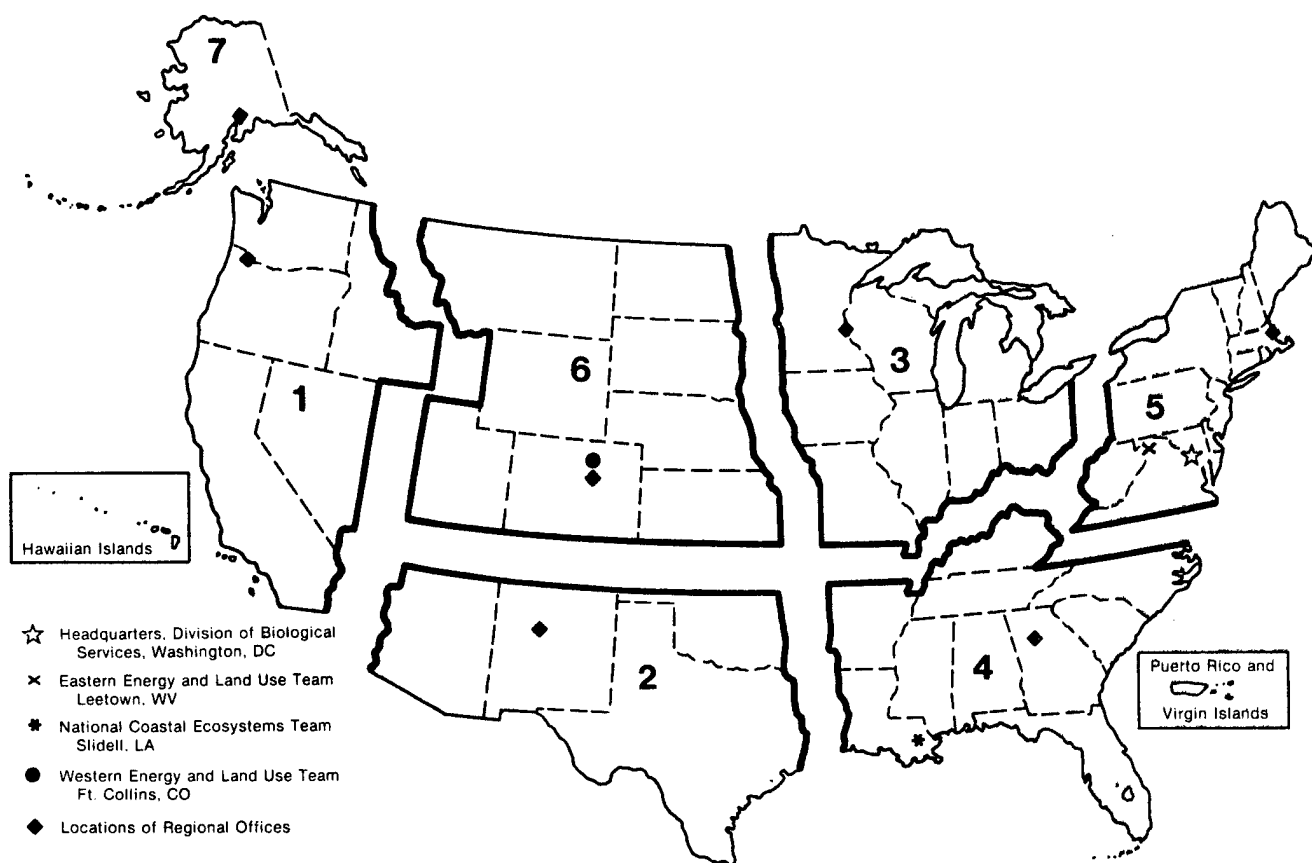 7
6
3
1
5
Hawaiian Islands
☆ Headquarters, Division of Biological
Services, Washington, DC
× Eastern Energy and Land Use Team
Leetown, WV
* National Coastal Ecosystems Team
Slidell, LA
● Western Energy and Land Use Team
Ft. Collins, CO
◆ Locations of Regional Offices
2
4
Puerto Rico and
Virgin Islands